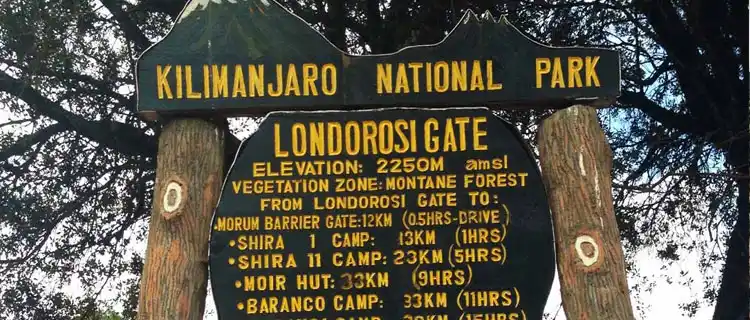 KILIMANJARO NATIONAL PARK
LONDOROSI GATE
ELEVATION: 2250M amsl
VEGETATION ZONE: MONTANE FOREST
FROM LONDOROSI GATE TO:
MORUM BARRIER GATE: 12KM (0.5HRS-DRIVE)
•SHIRA 1 CAMP: 13KM (1HRS)
•SHIRA 11 CAMP: 23KM (5HRS)
•MOIR HUT: 33KM (9HRS)
•BARANCO CAMP: 33KM (11HRS)